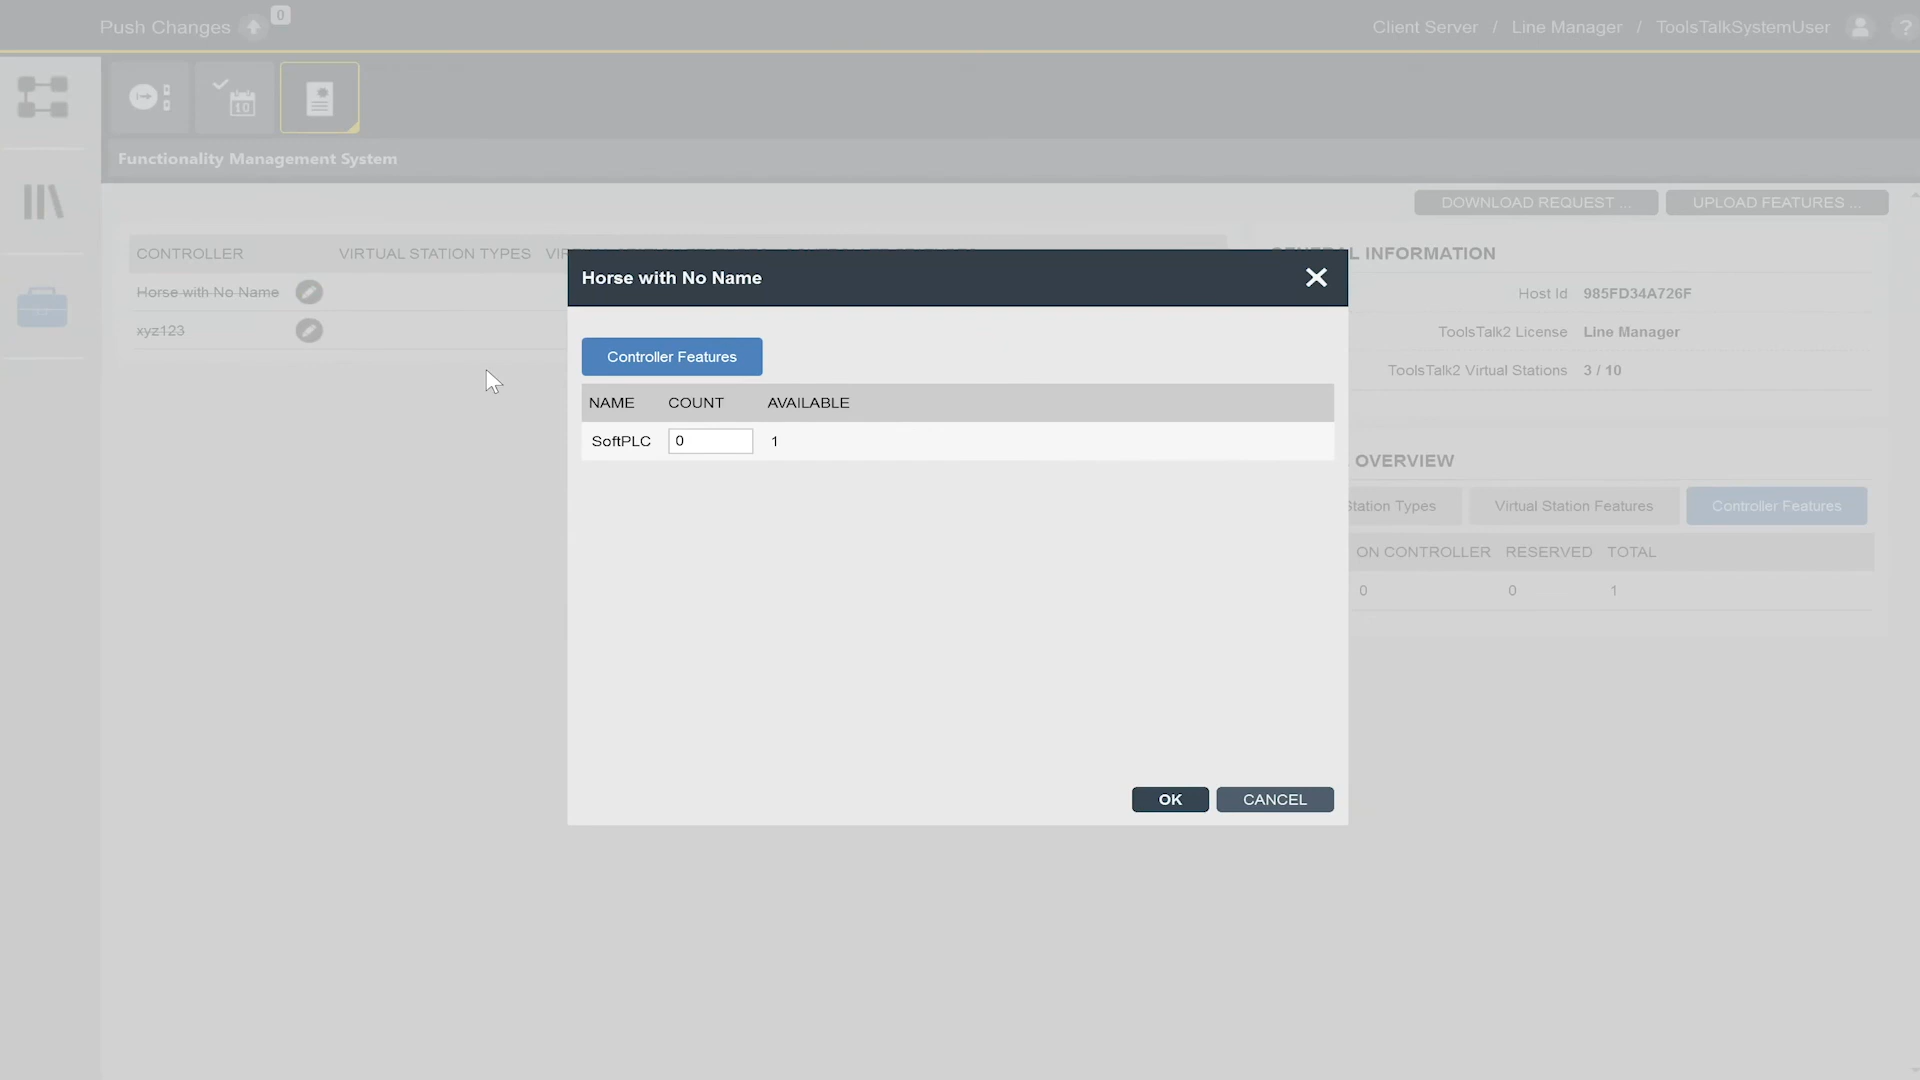 Push Changes 0
Client Server / Line Manager / ToolsTalkSystemUser ?
10
Functionality Management System
DOWNLOAD REQUEST ... UPLOAD FEATURES ...
CONTROLLER VIRTUAL STATION TYPES
Horse with No Name
xyz123
GENERAL INFORMATION
Host Id 985FD34A726F
ToolsTalk2 License Line Manager
ToolsTalk2 Virtual Stations 3 / 10
OVERVIEW
Station Types Virtual Station Features Controller Features
ON CONTROLLER RESERVED TOTAL
0 0 1
Horse with No Name
Controller Features
NAME COUNT AVAILABLE
SoftPLC 0 1
OK CANCEL